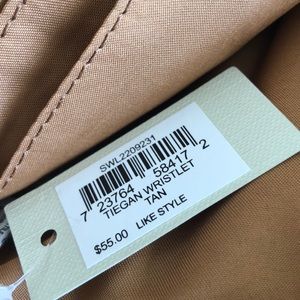 SWL2209231
7 23764 58417 2
TIEGAN WRISTLET
TAN
$55.00 LIKE STYLE